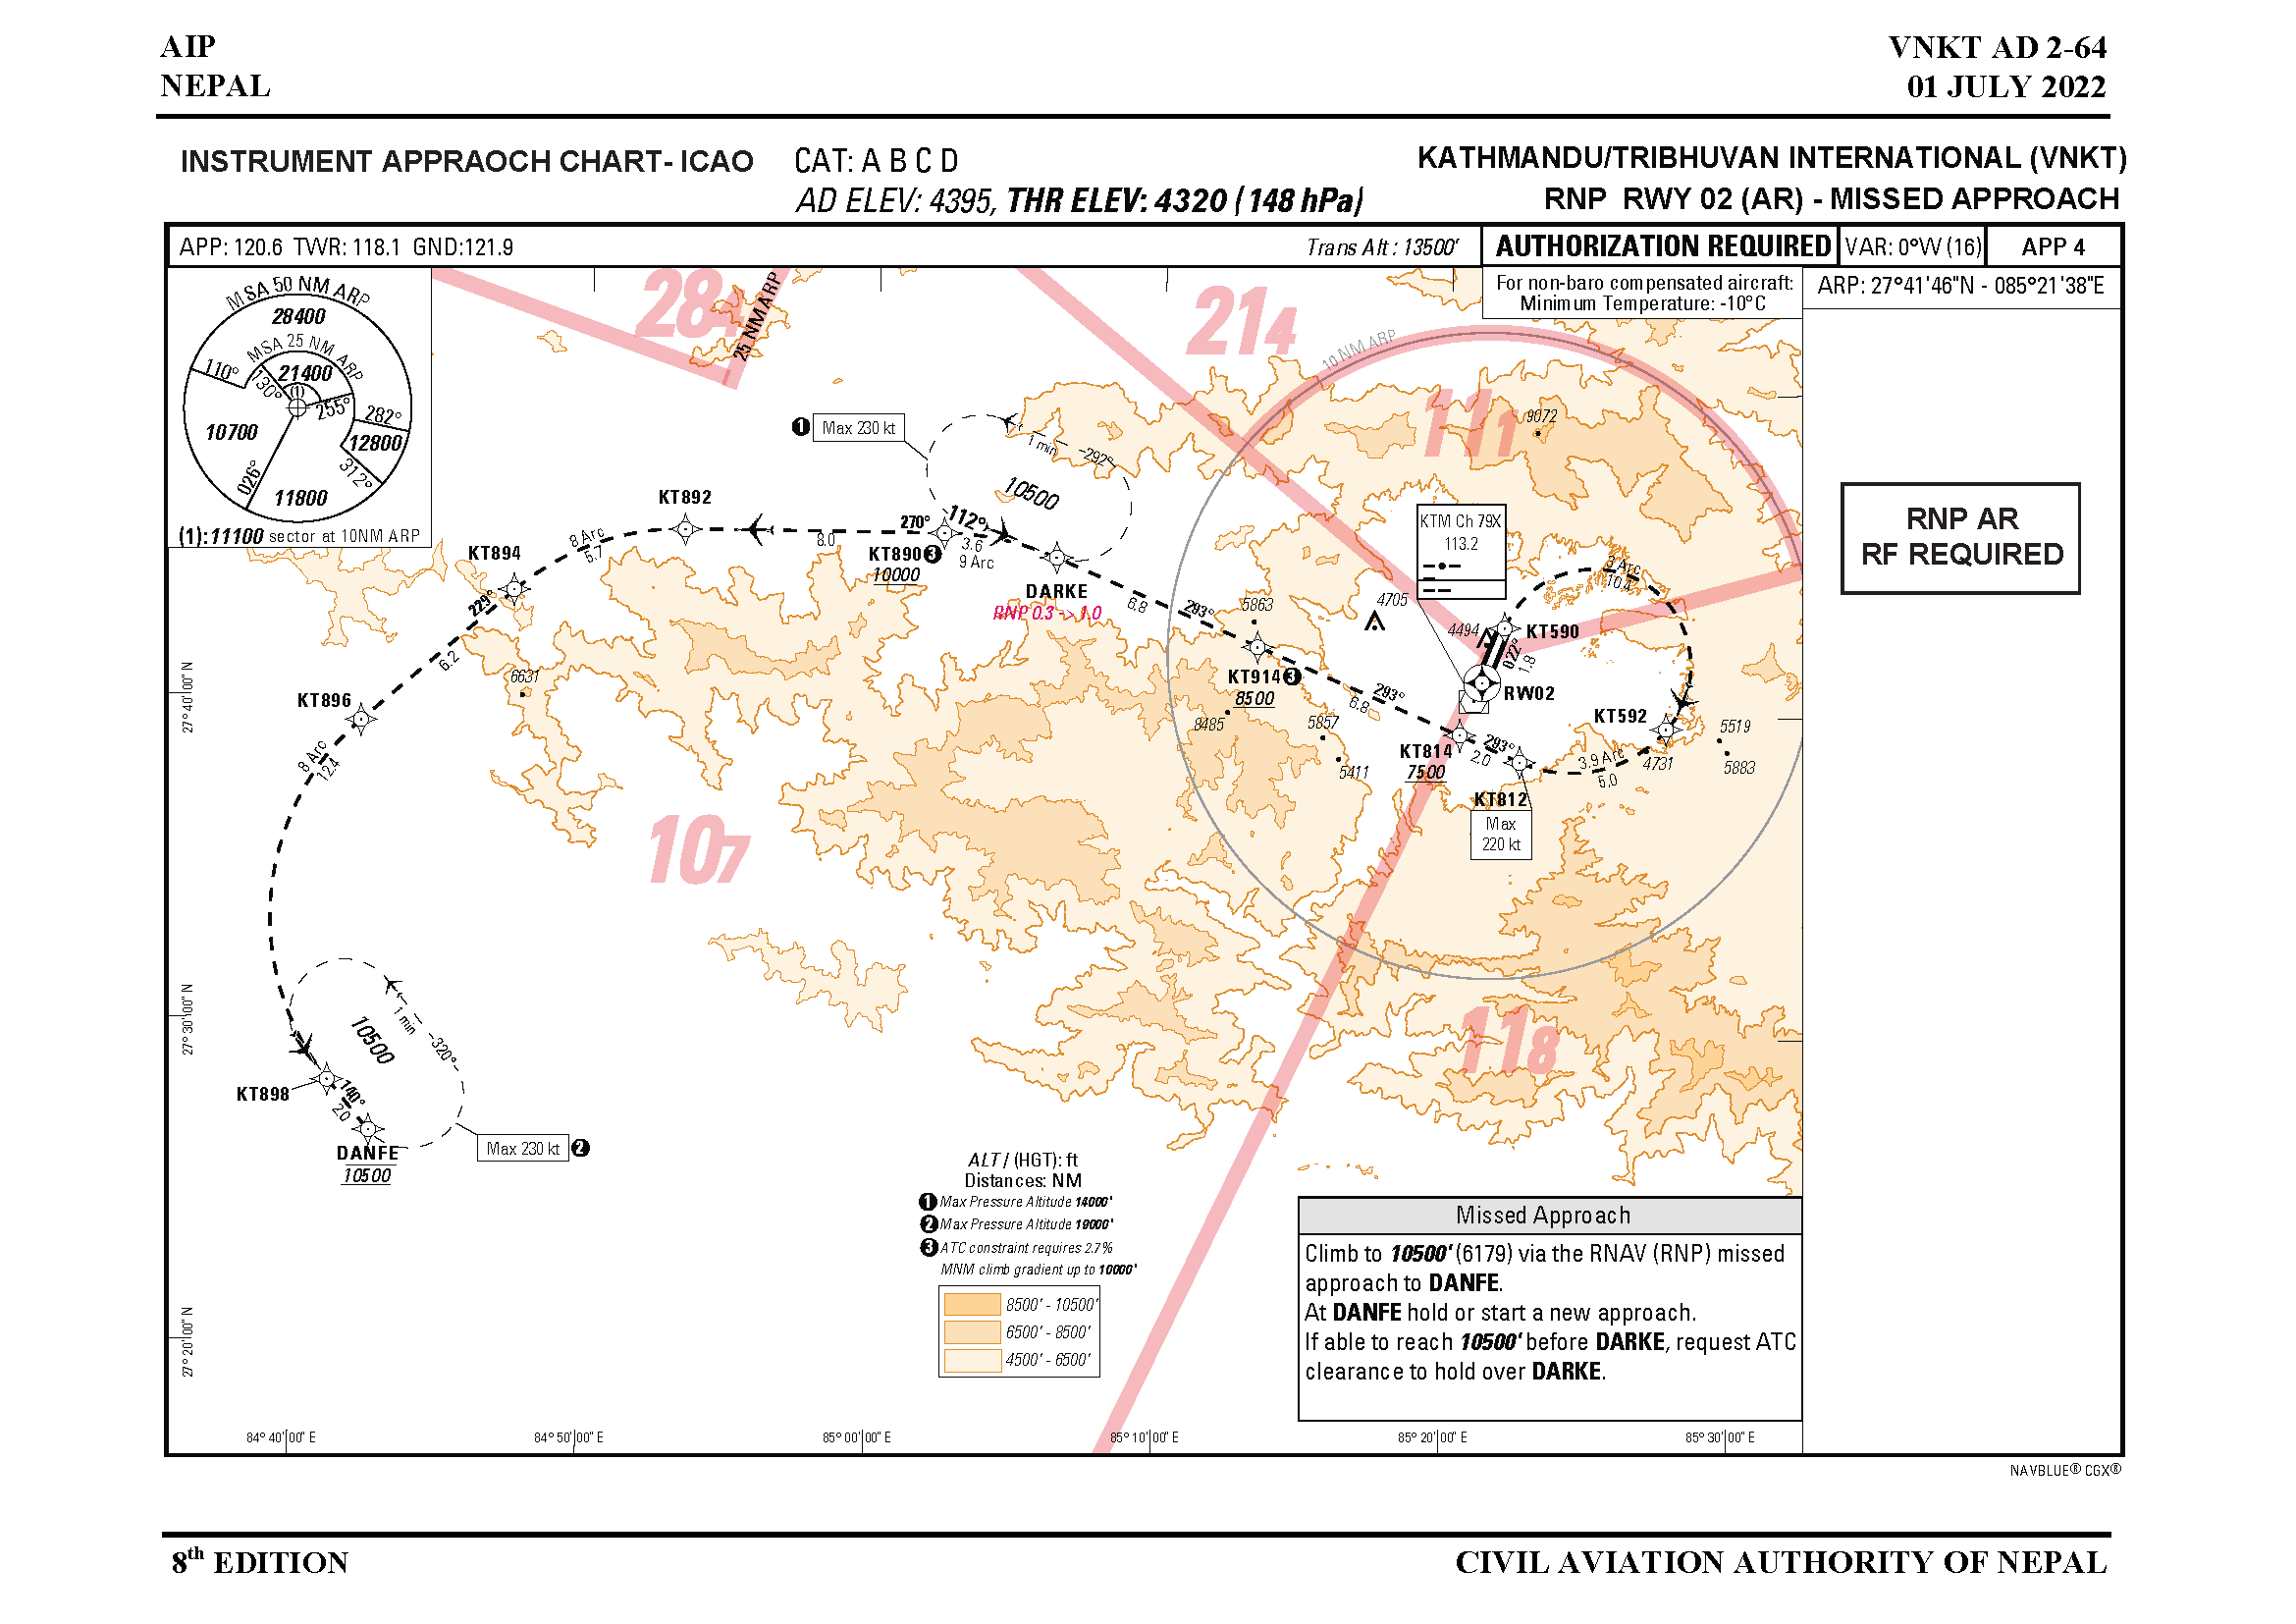 AIP
NEPAL
VNKT AD 2-64
01 JULY 2022
INSTRUMENT APPRAOCH CHART- ICAO
CAT: A B C D
AD ELEV: 4395, THR ELEV: 4320 (148 hPa)
KATHMANDU/TRIBHUVAN INTERNATIONAL (VNKT)
RNP RWY 02 (AR) - MISSED APPROACH
APP: 120.6 TWR: 118.1 GND:121.9
Trans Alt : 13500'
AUTHORIZATION REQUIRED
VAR: 0°W (16)
APP 4
For non-baro compensated aircraft:
Minimum Temperature: -10°C
ARP: 27°41'46"N - 085°21'38"E
MSA 50 NM ARP
28400
MSA 25 NM ARP
21400
(1)
110°
130°
255°
282°
10700
12800
312°
026°
11800
(1):11100 sector at 10NM ARP
284
25 NM ARP
214
10 NM ARP
111
9072
1 Max 230 kt
1 min
292°
10500
KT892
8 Arc
5.7
8.0
270°
112°
3.6
9 Arc
KT890 3
10000
KT894
229°
DARKE
RNP 0.3 -> 1.0
6.8
293°
5863
KTM Ch 79X
113.2
4705
4494
3 Arc
10.4
KT590
022°
1.8
RW02
KT914 3
8500
8485
5857
5411
293°
6.8
KT814
7500
293°
2.0
KT812
Max
220 kt
KT592
3.9 Arc
5.0
4731
5519
5883
6.2
6631
KT896
8 Arc
12.4
107
118
10500
1 min
320°
KT898
140°
2.0
DANFE
10500
Max 230 kt 2
RNP AR
RF REQUIRED
27° 40' 00" N
27° 30' 00" N
27° 20' 00" N
ALT / (HGT): ft
Distances: NM
1 Max Pressure Altitude 14000'
2 Max Pressure Altitude 19000'
3 ATC constraint requires 2.7%
MNM climb gradient up to 10000'
8500' - 10500'
6500' - 8500'
4500' - 6500'
Missed Approach
Climb to 10500' (6179) via the RNAV (RNP) missed
approach to DANFE.
At DANFE hold or start a new approach.
If able to reach 10500' before DARKE, request ATC
clearance to hold over DARKE.
84° 40' 00" E
84° 50' 00" E
85° 00' 00" E
85° 10' 00" E
85° 20' 00" E
85° 30' 00" E
NAVBLUE® CGX®
8th EDITION
CIVIL AVIATION AUTHORITY OF NEPAL